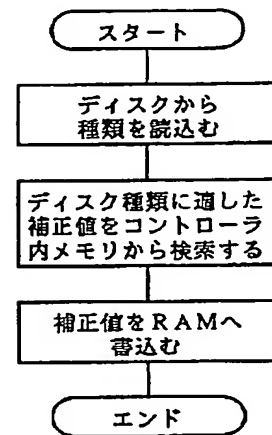 スタート
ディスクから
種類を読込む
ディスク種類に適した
補正値をコントローラ
内メモリから検索する
補正値をRAMへ
書込む
エンド